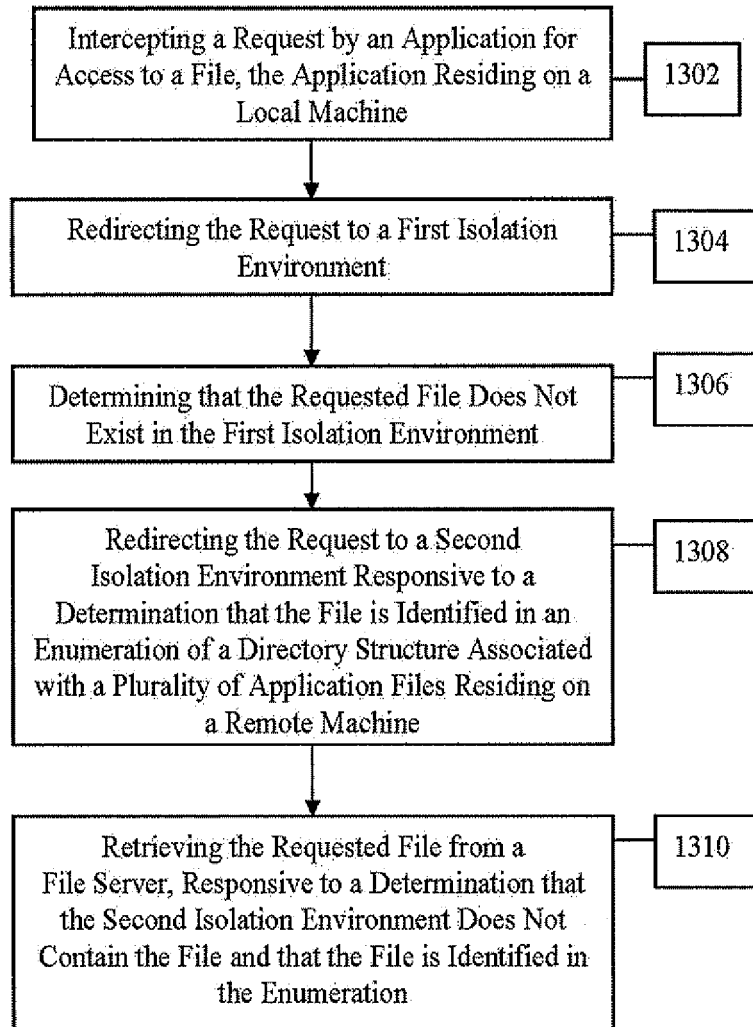 Intercepting a Request by an Application for
Access to a File, the Application Residing on a
Local Machine
1302
Redirecting the Request to a First Isolation
Environment
1304
Determining that the Requested File Does Not
Exist in the First Isolation Environment
1306
Redirecting the Request to a Second
Isolation Environment Responsive to a
Determination that the File is Identified in an
Enumeration of a Directory Structure Associated
with a Plurality of Application Files Residing on
a Remote Machine
1308
Retrieving the Requested File from a
File Server, Responsive to a Determination that
the Second Isolation Environment Does Not
Contain the File and that the File is Identified in
the Enumeration
1310